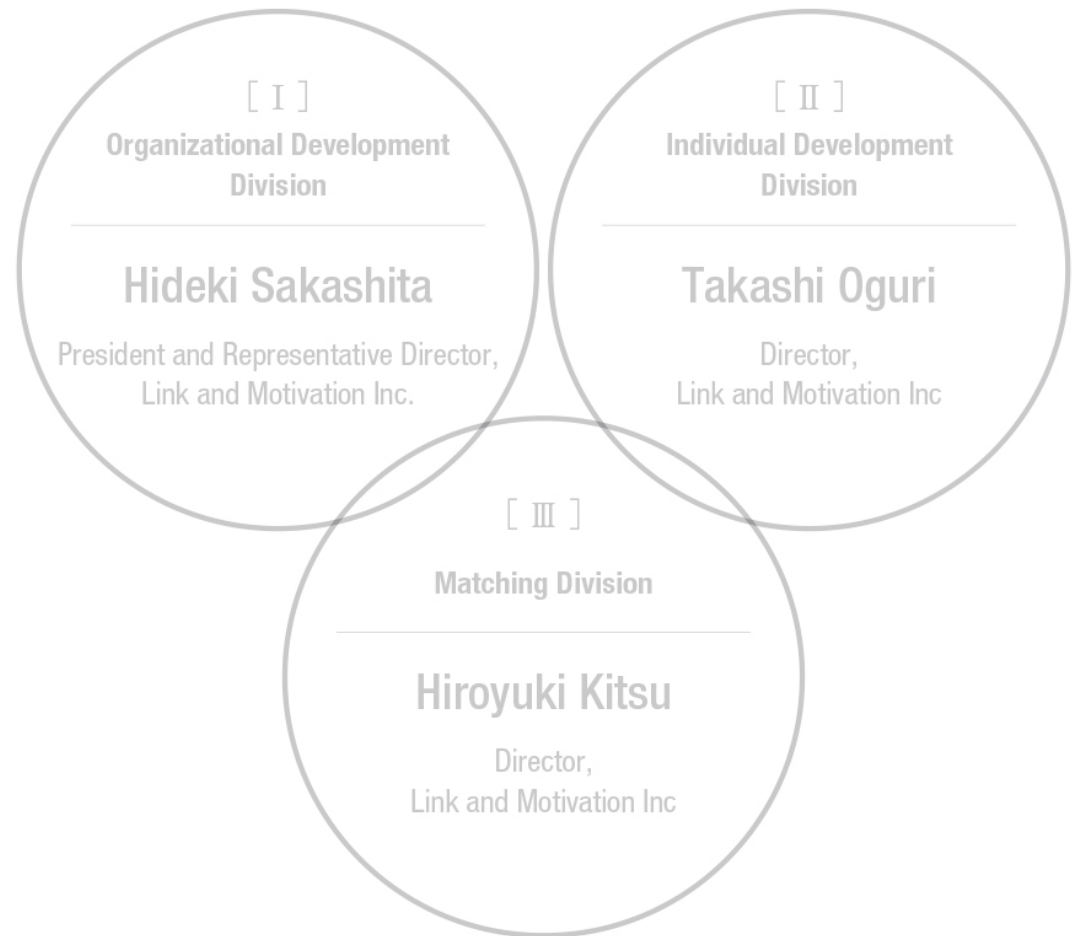 [ Ⅰ ]
Organizational Development
Division
Hideki Sakashita
President and Representative Director,
Link and Motivation Inc.
[ Ⅱ ]
Individual Development
Division
Takashi Oguri
Director,
Link and Motivation Inc
[ Ⅲ ]
Matching Division
Hiroyuki Kitsu
Director,
Link and Motivation Inc